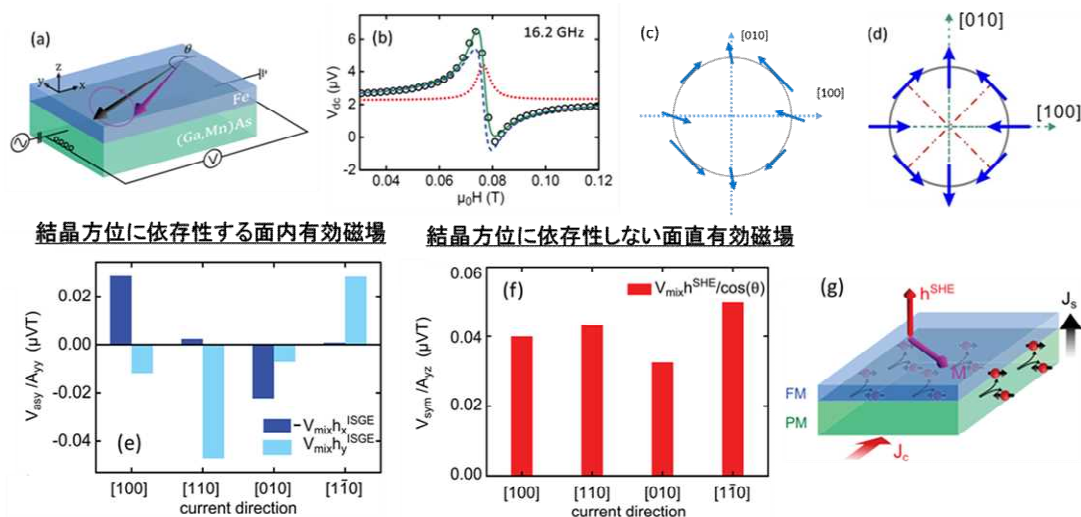 (a)
z
y
x
θ
Fe
(Ga,Mn)As
V
(b)
16.2 GHz
V_dc (µV)
6
4
2
0
-2
0.04
0.06
0.08
0.10
0.12
µ₀H (T)
(c)
[010]
[100]
(d)
[010]
[100]
結晶方位に依存性する面内有効磁場
結晶方位に依存性しない面直有効磁場
V_asy /A_yy (µVT)
0.02
0.00
-0.02
-0.04
[100]
[110]
[010]
[1̄10]
(e)
-V_mix h_x^ISGE
V_mix h_y^ISGE
current direction
(f)
V_mix h^SHE/cos(θ)
V_sym/A_yz (µVT)
0.06
0.04
0.02
0.00
[100]
[110]
[010]
[11̄0]
current direction
(g)
h^SHE
J_s
M
FM
PM
J_c